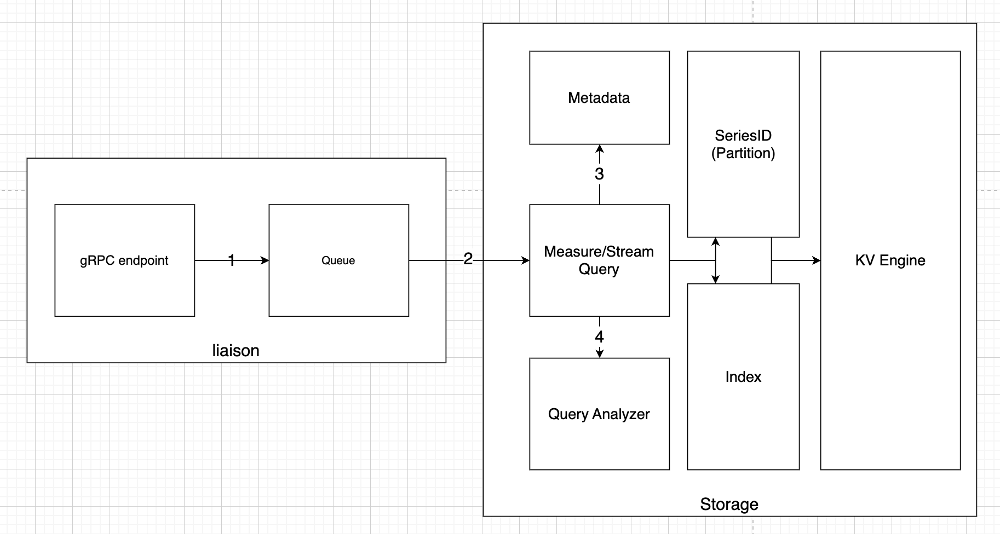 Metadata
SeriesID
(Partition)
3
gRPC endpoint
1
Queue
2
Measure/Stream
Query
KV Engine
4
liaison
Index
Query Analyzer
Storage